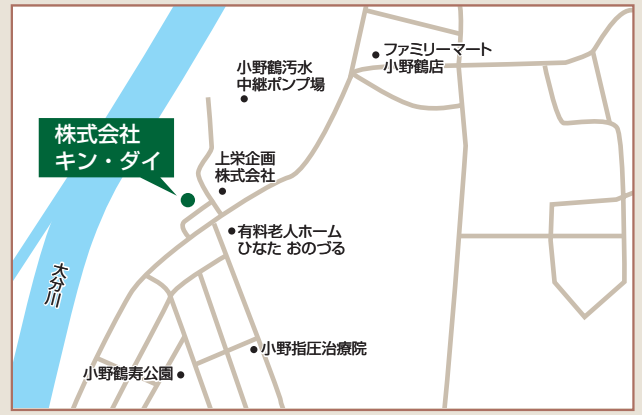 ファミリーマート
小野鶴店
小野鶴汚水
中継ポンプ場
株式会社
キン・ダイ
上栄企画
株式会社
有料老人ホーム
ひなた おのづる
大分川
小野指圧治療院
小野鶴寿公園